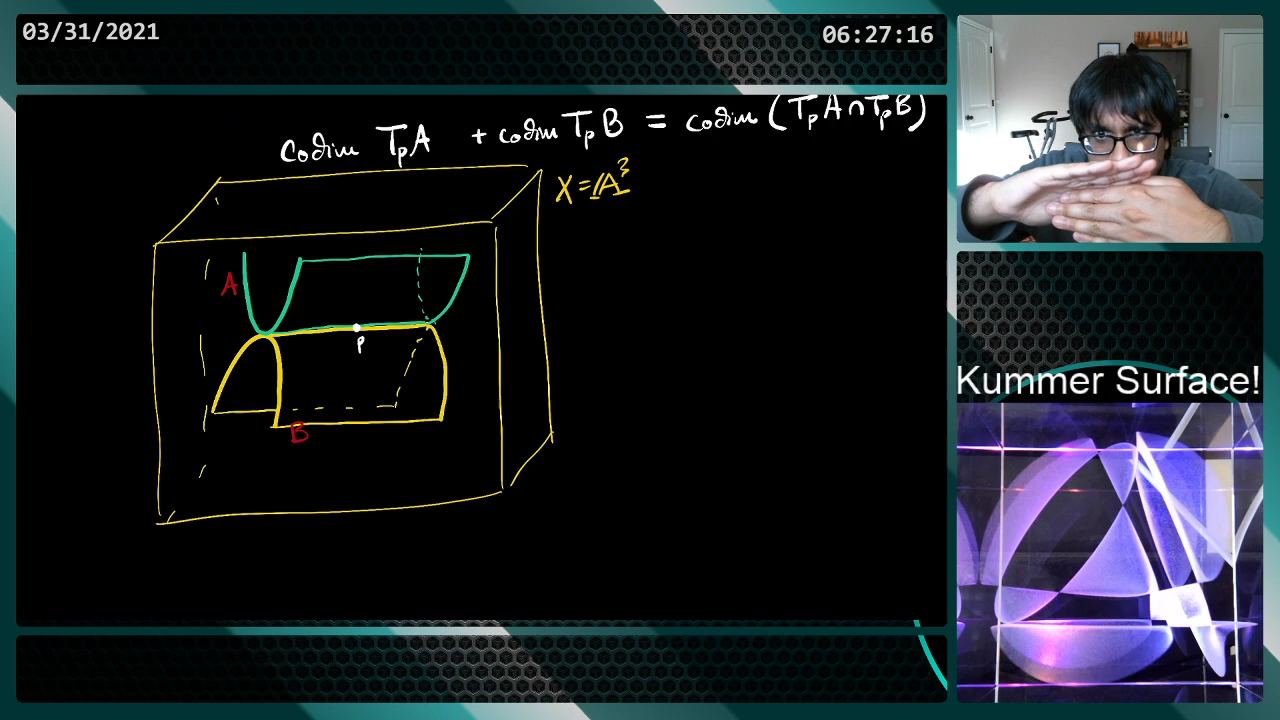 03/31/2021
06:27:16
codim TₚA + codim TₚB = codim (TₚA∩TₚB)
X=𝔸³
A
p
B
Kummer Surface!